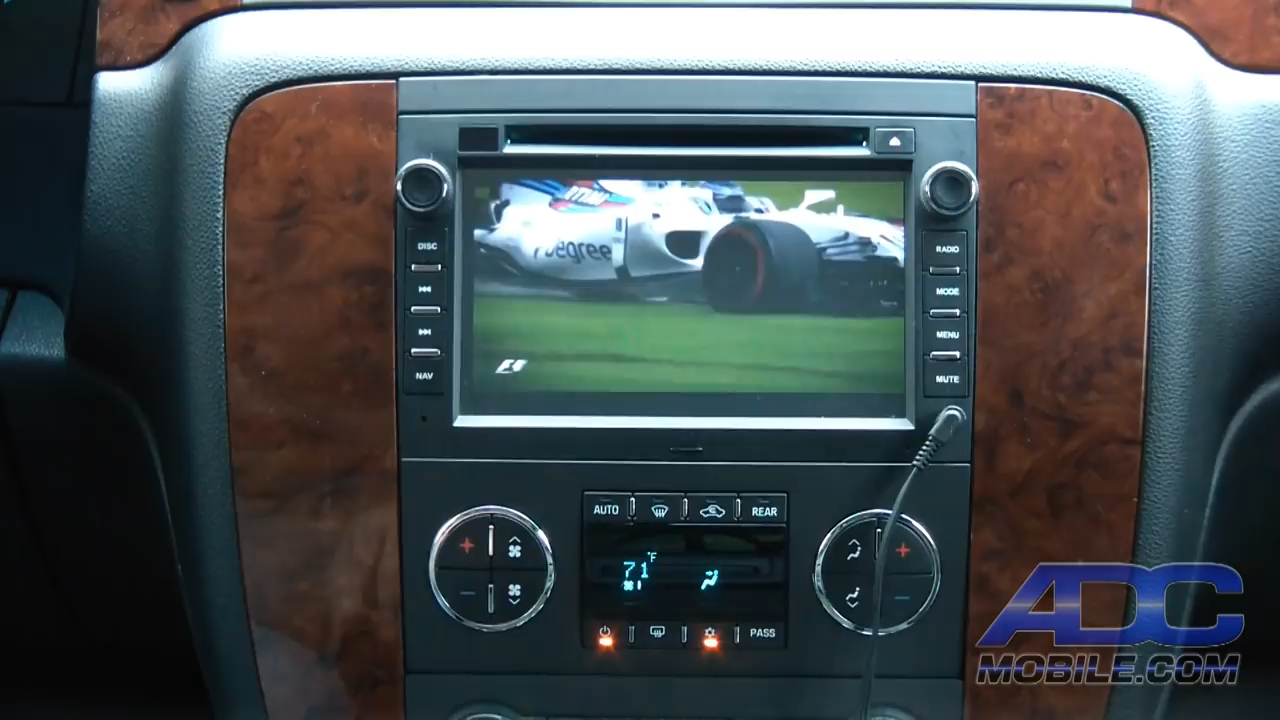 Degree
F1
DISC
NAV
RADIO
MODE
MENU
MUTE
AUTO
REAR
71°F
PASS
ADC
MOBILE.COM